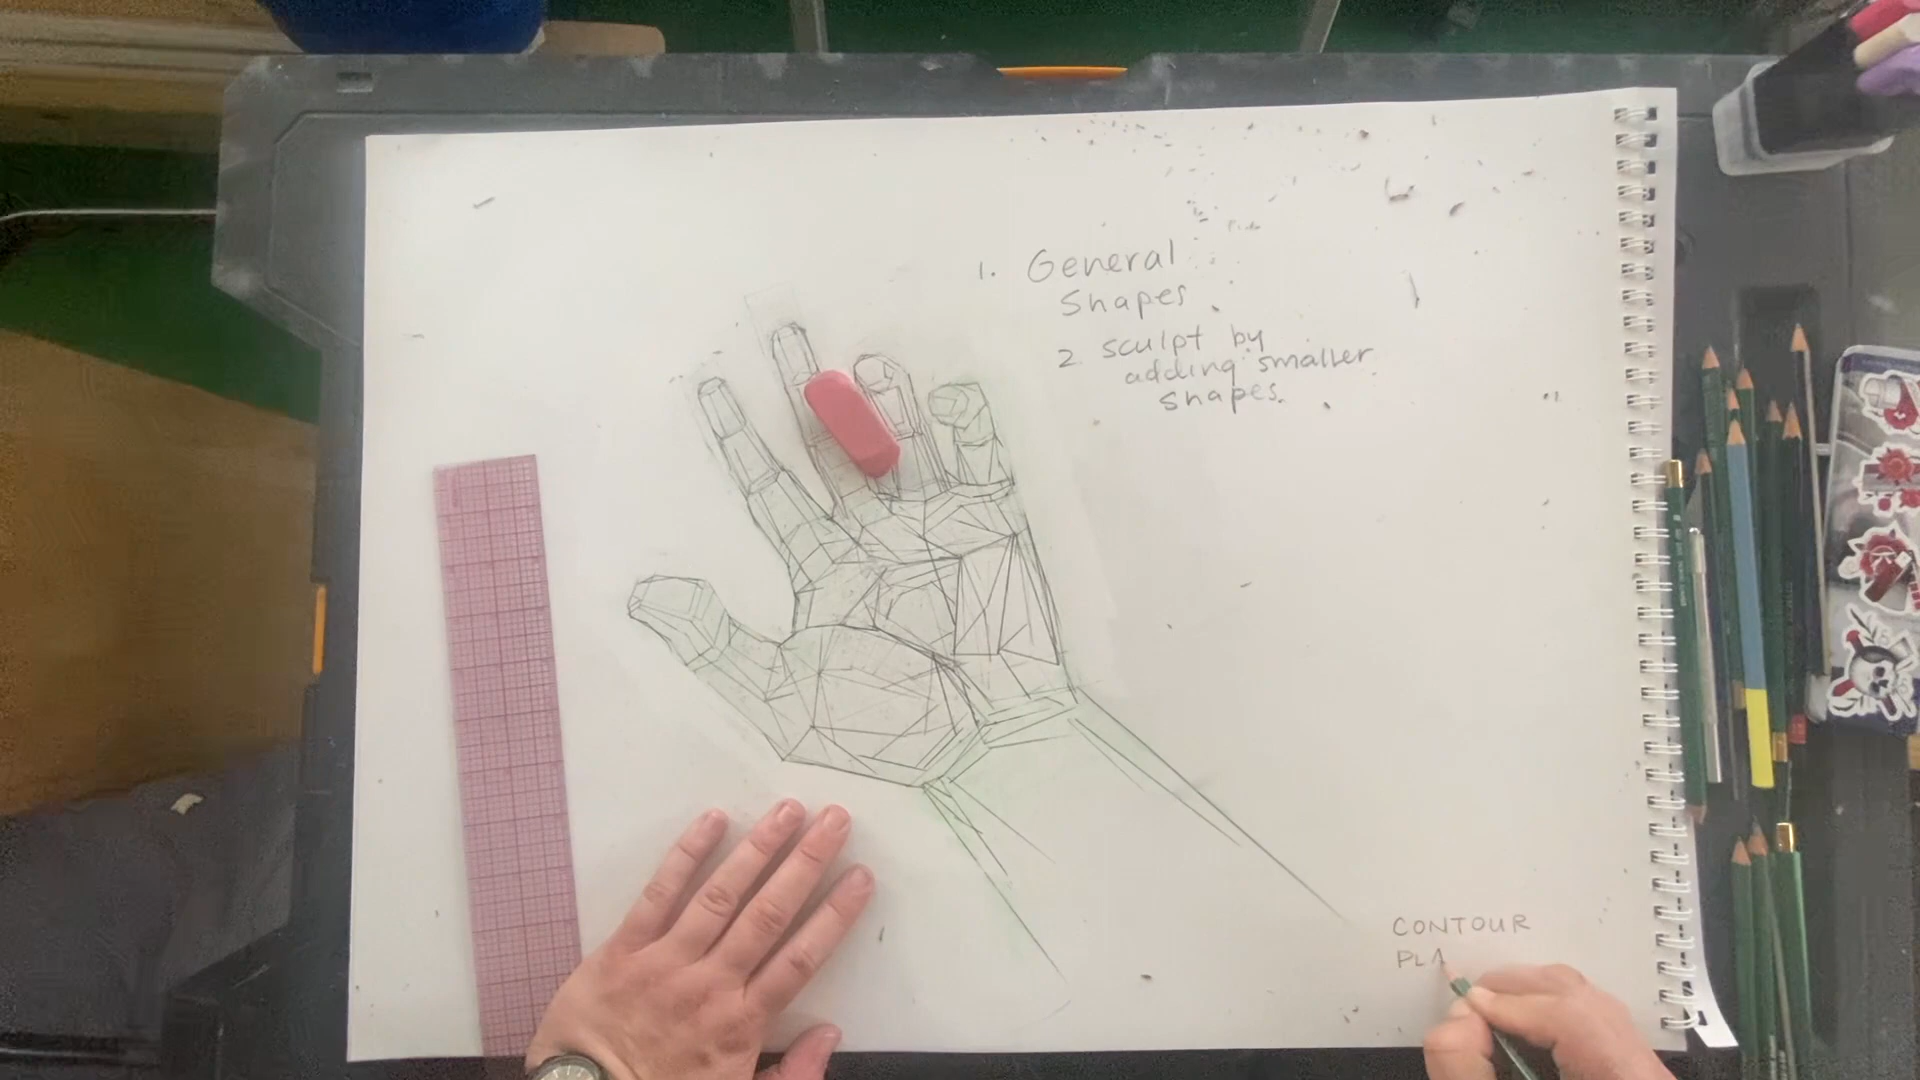 1. General
Shapes
2. sculpt by
adding smaller
shapes.
CONTOUR
PLA